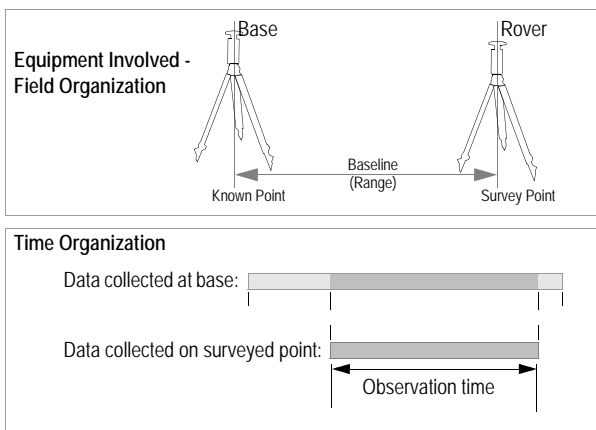 Base
Rover
Equipment Involved -
Field Organization
Baseline
(Range)
Known Point
Survey Point
Time Organization
Data collected at base:
Data collected on surveyed point:
Observation time